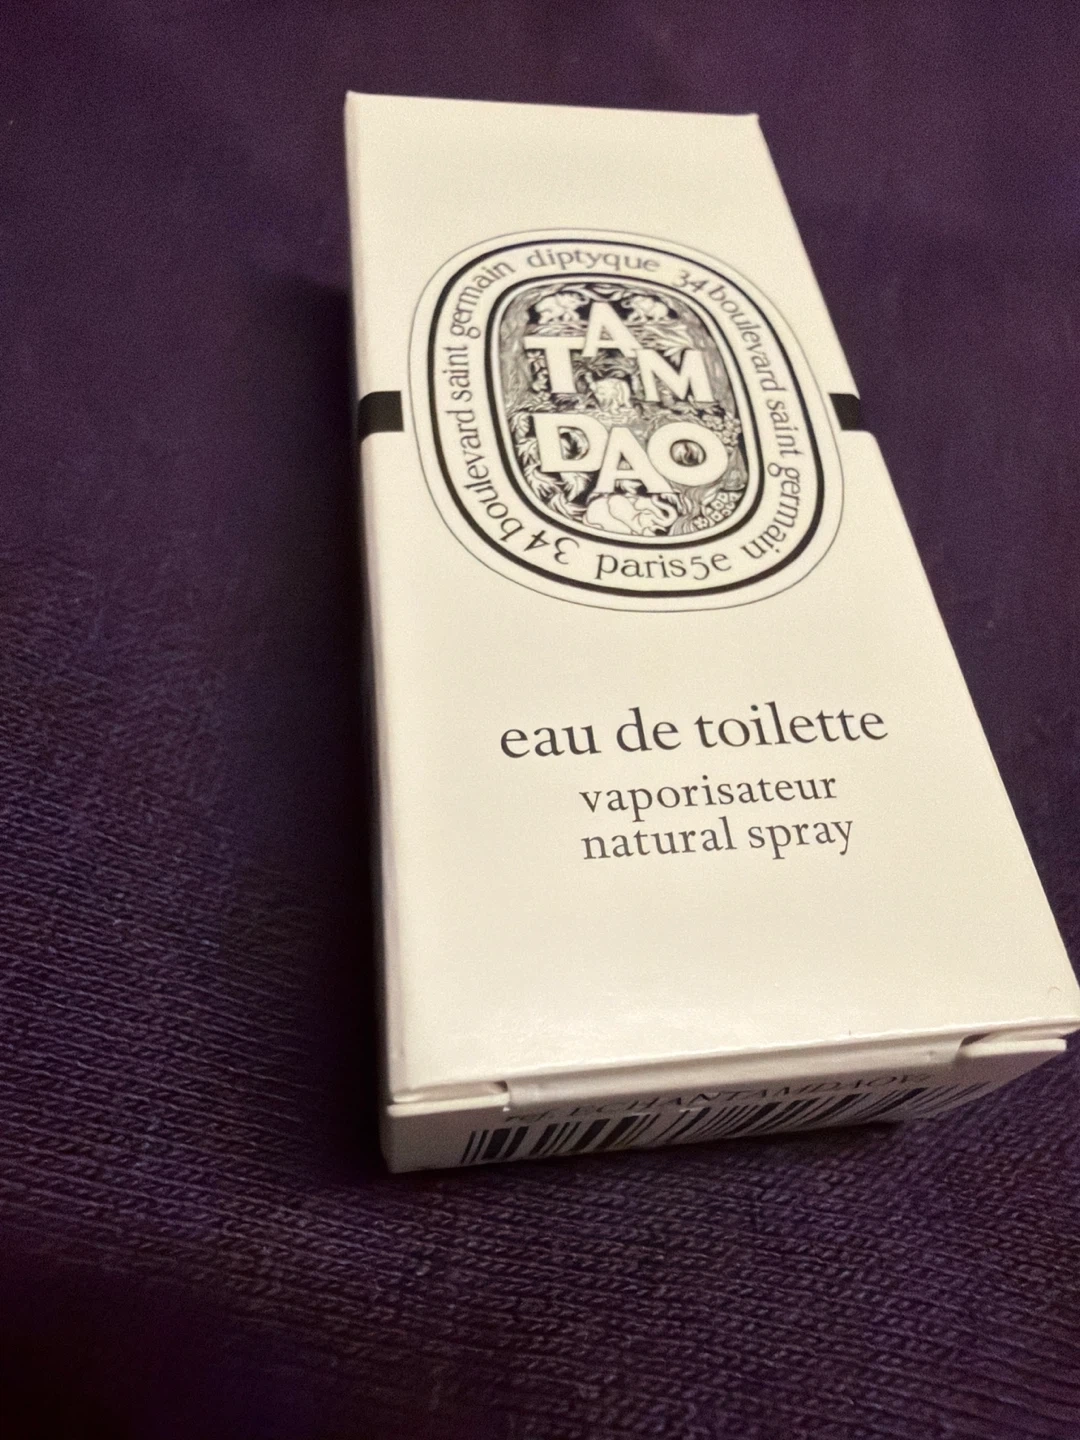 diptyque 34 boulevard saint germain paris5e 34 boulevard saint germain
TAM
DAO
eau de toilette
vaporisateur
natural spray